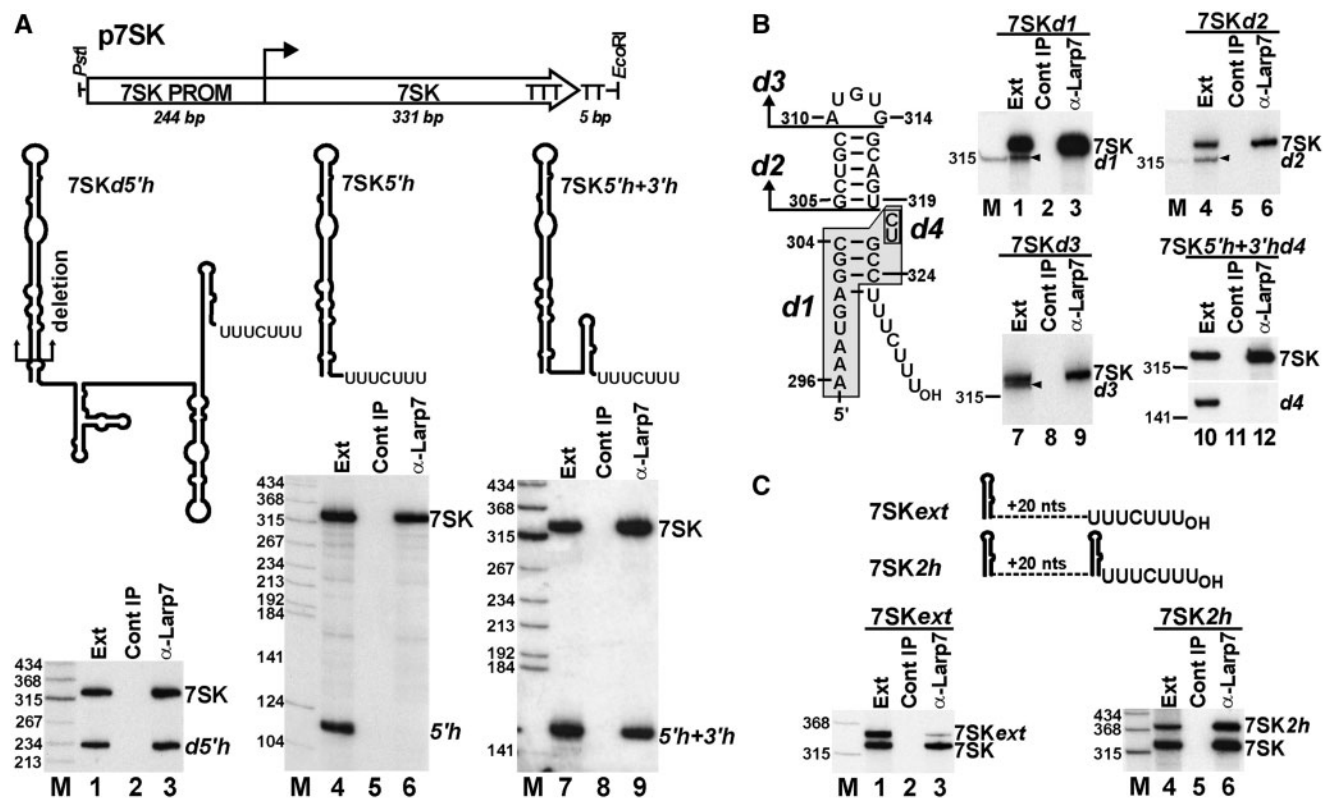 A
p7SK
PstI
EcoRI
7SK PROM
7SK
TTT
TT
244 bp
331 bp
5 bp
7SKd5'h
7SK5'h
7SK5'h+3'h
deletion
UUUCUUU
UUUCUUU
UUUCUUU
Ext
Cont IP
α-Larp7
434
368
315
267
234
213
7SK
d5'h
M 1 2 3
Ext
Cont IP
α-Larp7
434
368
315
267
234
213
192
184
141
124
104
7SK
5'h
M 4 5 6
Ext
Cont IP
α-Larp7
434
368
315
267
234
213
192
184
141
7SK
5'h+3'h
M 7 8 9
B
d3
U G U
310 A G 314
C G
G C
U A
C G
d2
305 G U 319
C
U
d4
304 C G
G C
G C 324
A U
G U
U U
A C
A U
A U
296 A U
OH
5'
d1
7SKd1
Ext
Cont IP
α-Larp7
315
7SK
d1
M 1 2 3
7SKd2
Ext
Cont IP
α-Larp7
315
7SK
d2
M 4 5 6
7SKd3
Ext
Cont IP
α-Larp7
315
7SK
d3
7 8 9
7SK5'h+3'hd4
Ext
Cont IP
α-Larp7
315
7SK
141
d4
10 11 12
C
7SKext
+20 nts
UUUCUUUOH
7SK2h
+20 nts
UUUCUUUOH
7SKext
Ext
Cont IP
α-Larp7
368
315
7SKext
7SK
M 1 2 3
7SK2h
Ext
Cont IP
α-Larp7
434
368
315
7SK2h
7SK
M 4 5 6